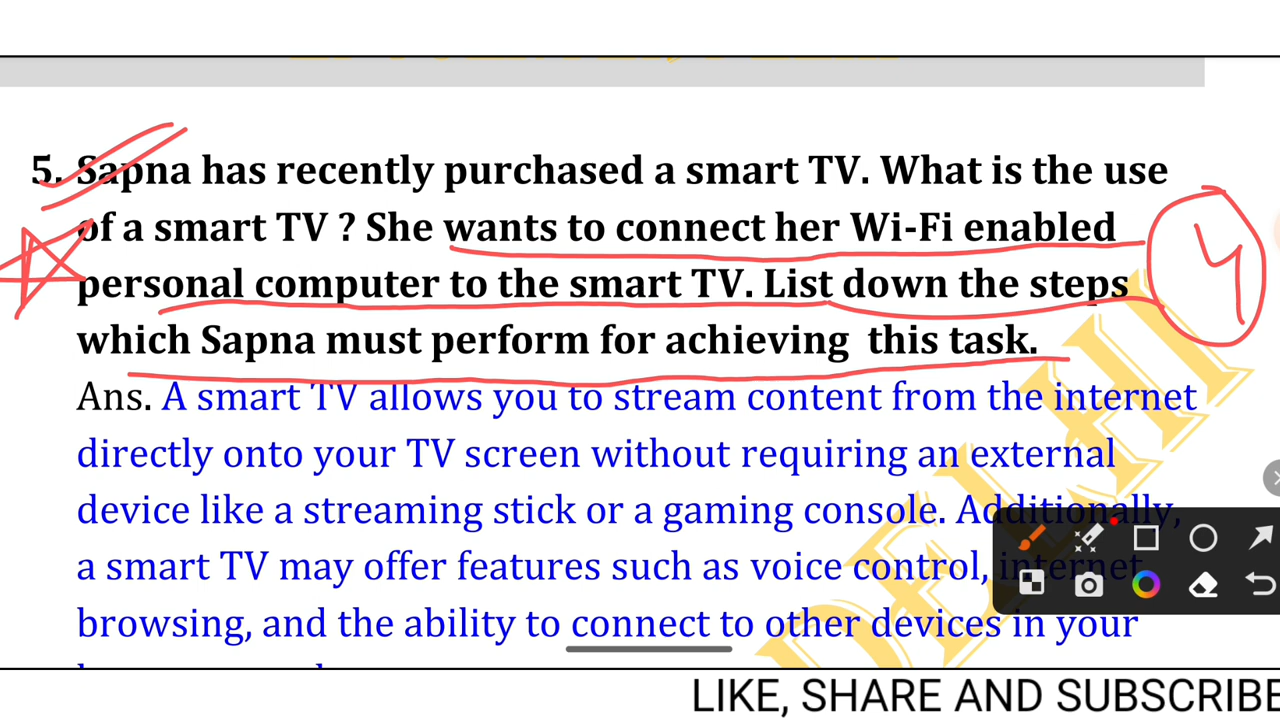 5. Sapna has recently purchased a smart TV. What is the use
of a smart TV ? She wants to connect her Wi-Fi enabled
personal computer to the smart TV. List down the steps
which Sapna must perform for achieving this task.
4
Ans. A smart TV allows you to stream content from the internet
directly onto your TV screen without requiring an external
device like a streaming stick or a gaming console. Additionally,
a smart TV may offer features such as voice control, internet
browsing, and the ability to connect to other devices in your
DELHI
LIKE, SHARE AND SUBSCRIBE